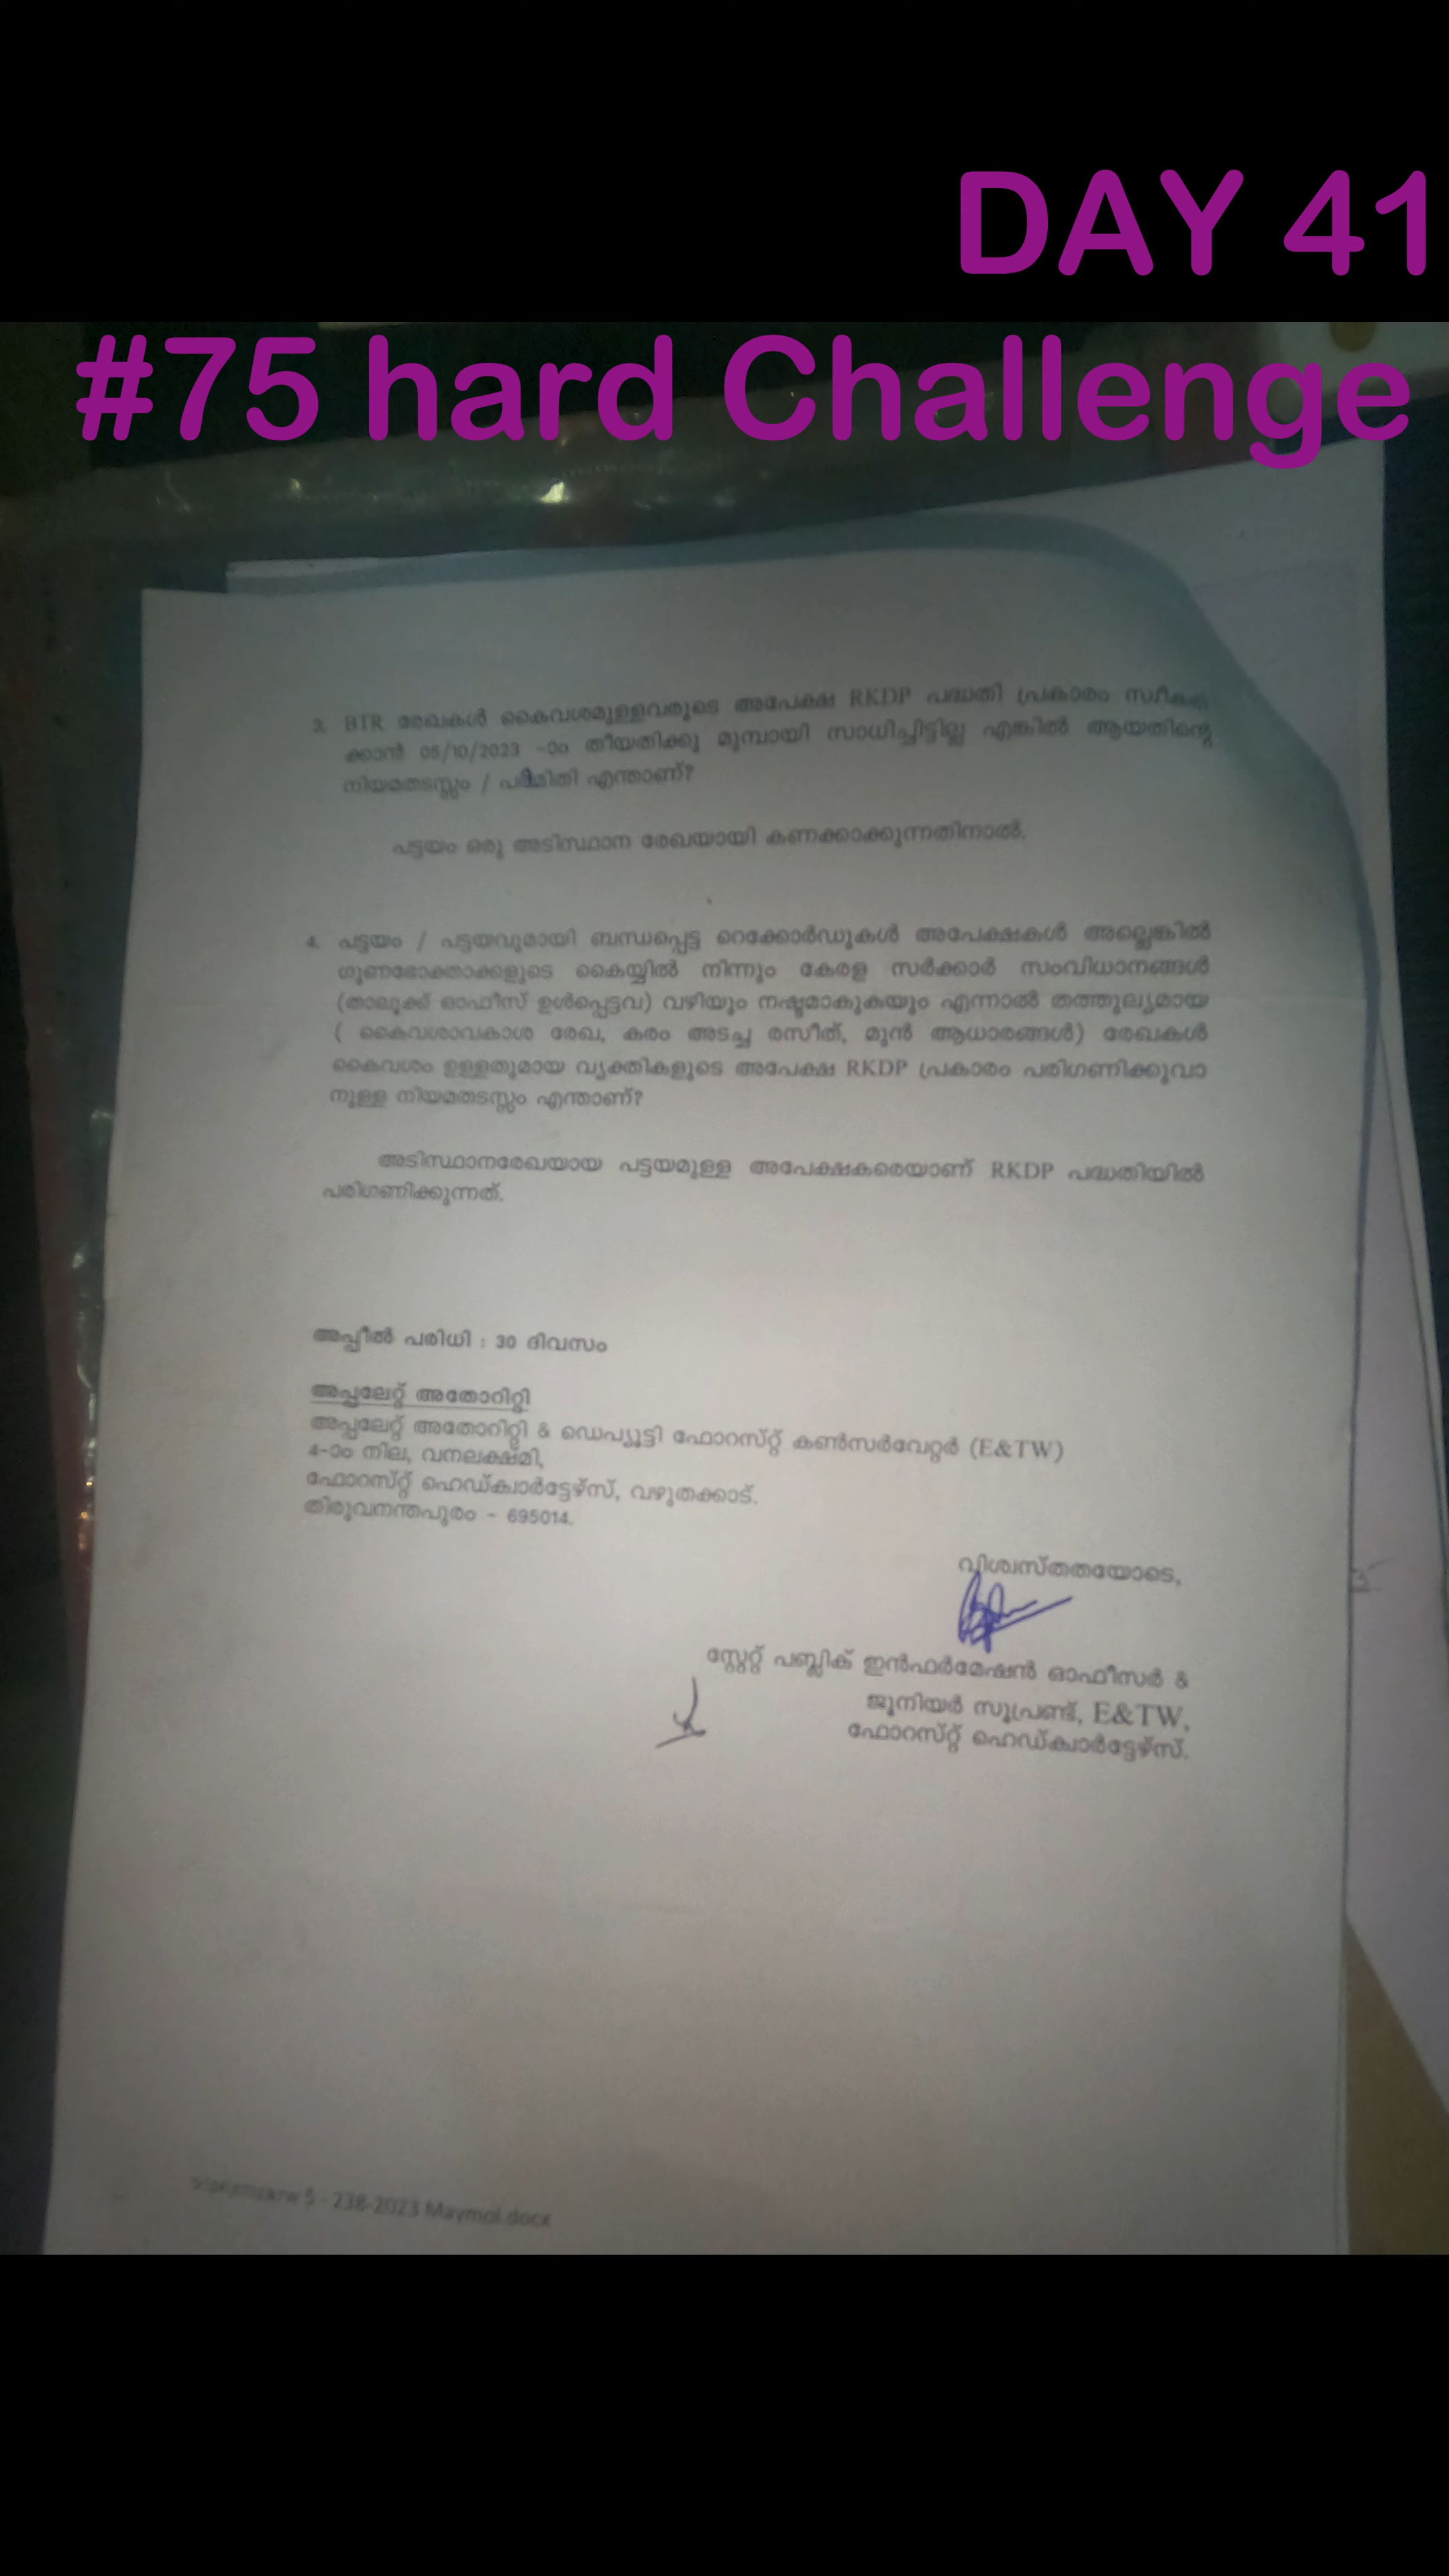 DAY 41
#75 hard Challenge
3. BTR രേഖകൾ കൈവശമുള്ളവരുടെ അപേക്ഷ RKDP പദ്ധതി പ്രകാരം സ്വീകരി
ക്കാൻ 05/10/2023 -ാം തീയതിക്കു മുമ്പായി സാധിച്ചിട്ടില്ല എങ്കിൽ ആയതിന്റെ
നിയമതടസ്സം / പരിമിതി എന്താണ്?
പട്ടയം ഒരു അടിസ്ഥാന രേഖയായി കണക്കാക്കുന്നതിനാൽ.
4. പട്ടയം / പട്ടയവുമായി ബന്ധപ്പെട്ട റെക്കോർഡുകൾ അപേക്ഷകൾ അല്ലെങ്കിൽ
ഗുണഭോക്താക്കളുടെ കൈയ്യിൽ നിന്നും കേരള സർക്കാർ സംവിധാനങ്ങൾ
(താലൂക്ക് ഓഫീസ് ഉൾപ്പെട്ടവ) വഴിയും നഷ്ടമാകുകയും എന്നാൽ തത്തുല്യമായ
( കൈവശാവകാശ രേഖ, കരം അടച്ച രസീത്, മുൻ ആധാരങ്ങൾ) രേഖകൾ
കൈവശം ഉള്ളതുമായ വ്യക്തികളുടെ അപേക്ഷ RKDP പ്രകാരം പരിഗണിക്കുവാ
നുള്ള നിയമതടസ്സം എന്താണ്?
അടിസ്ഥാനരേഖയായ പട്ടയമുള്ള അപേക്ഷകരെയാണ് RKDP പദ്ധതിയിൽ
പരിഗണിക്കുന്നത്.
അപ്പീൽ പരിധി : 30 ദിവസം
അപ്പലേറ്റ് അതോറിറ്റി
അപ്പലേറ്റ് അതോറിറ്റി & ഡെപ്യൂട്ടി ഫോറസ്റ്റ് കൺസർവേറ്റർ (E&TW)
4-ാം നില, വനലക്ഷ്മി,
ഫോറസ്റ്റ് ഹെഡ്ക്വാർട്ടേഴ്സ്, വഴുതക്കാട്.
തിരുവനന്തപുരം - 695014.
വിശ്വസ്തതയോടെ,
സ്റ്റേറ്റ് പബ്ലിക് ഇൻഫർമേഷൻ ഓഫീസർ &
ജൂനിയർ സൂപ്രണ്ട്, E&TW,
ഫോറസ്റ്റ് ഹെഡ്ക്വാർട്ടേഴ്സ്.
5 - 238-2023 Maymol.docx